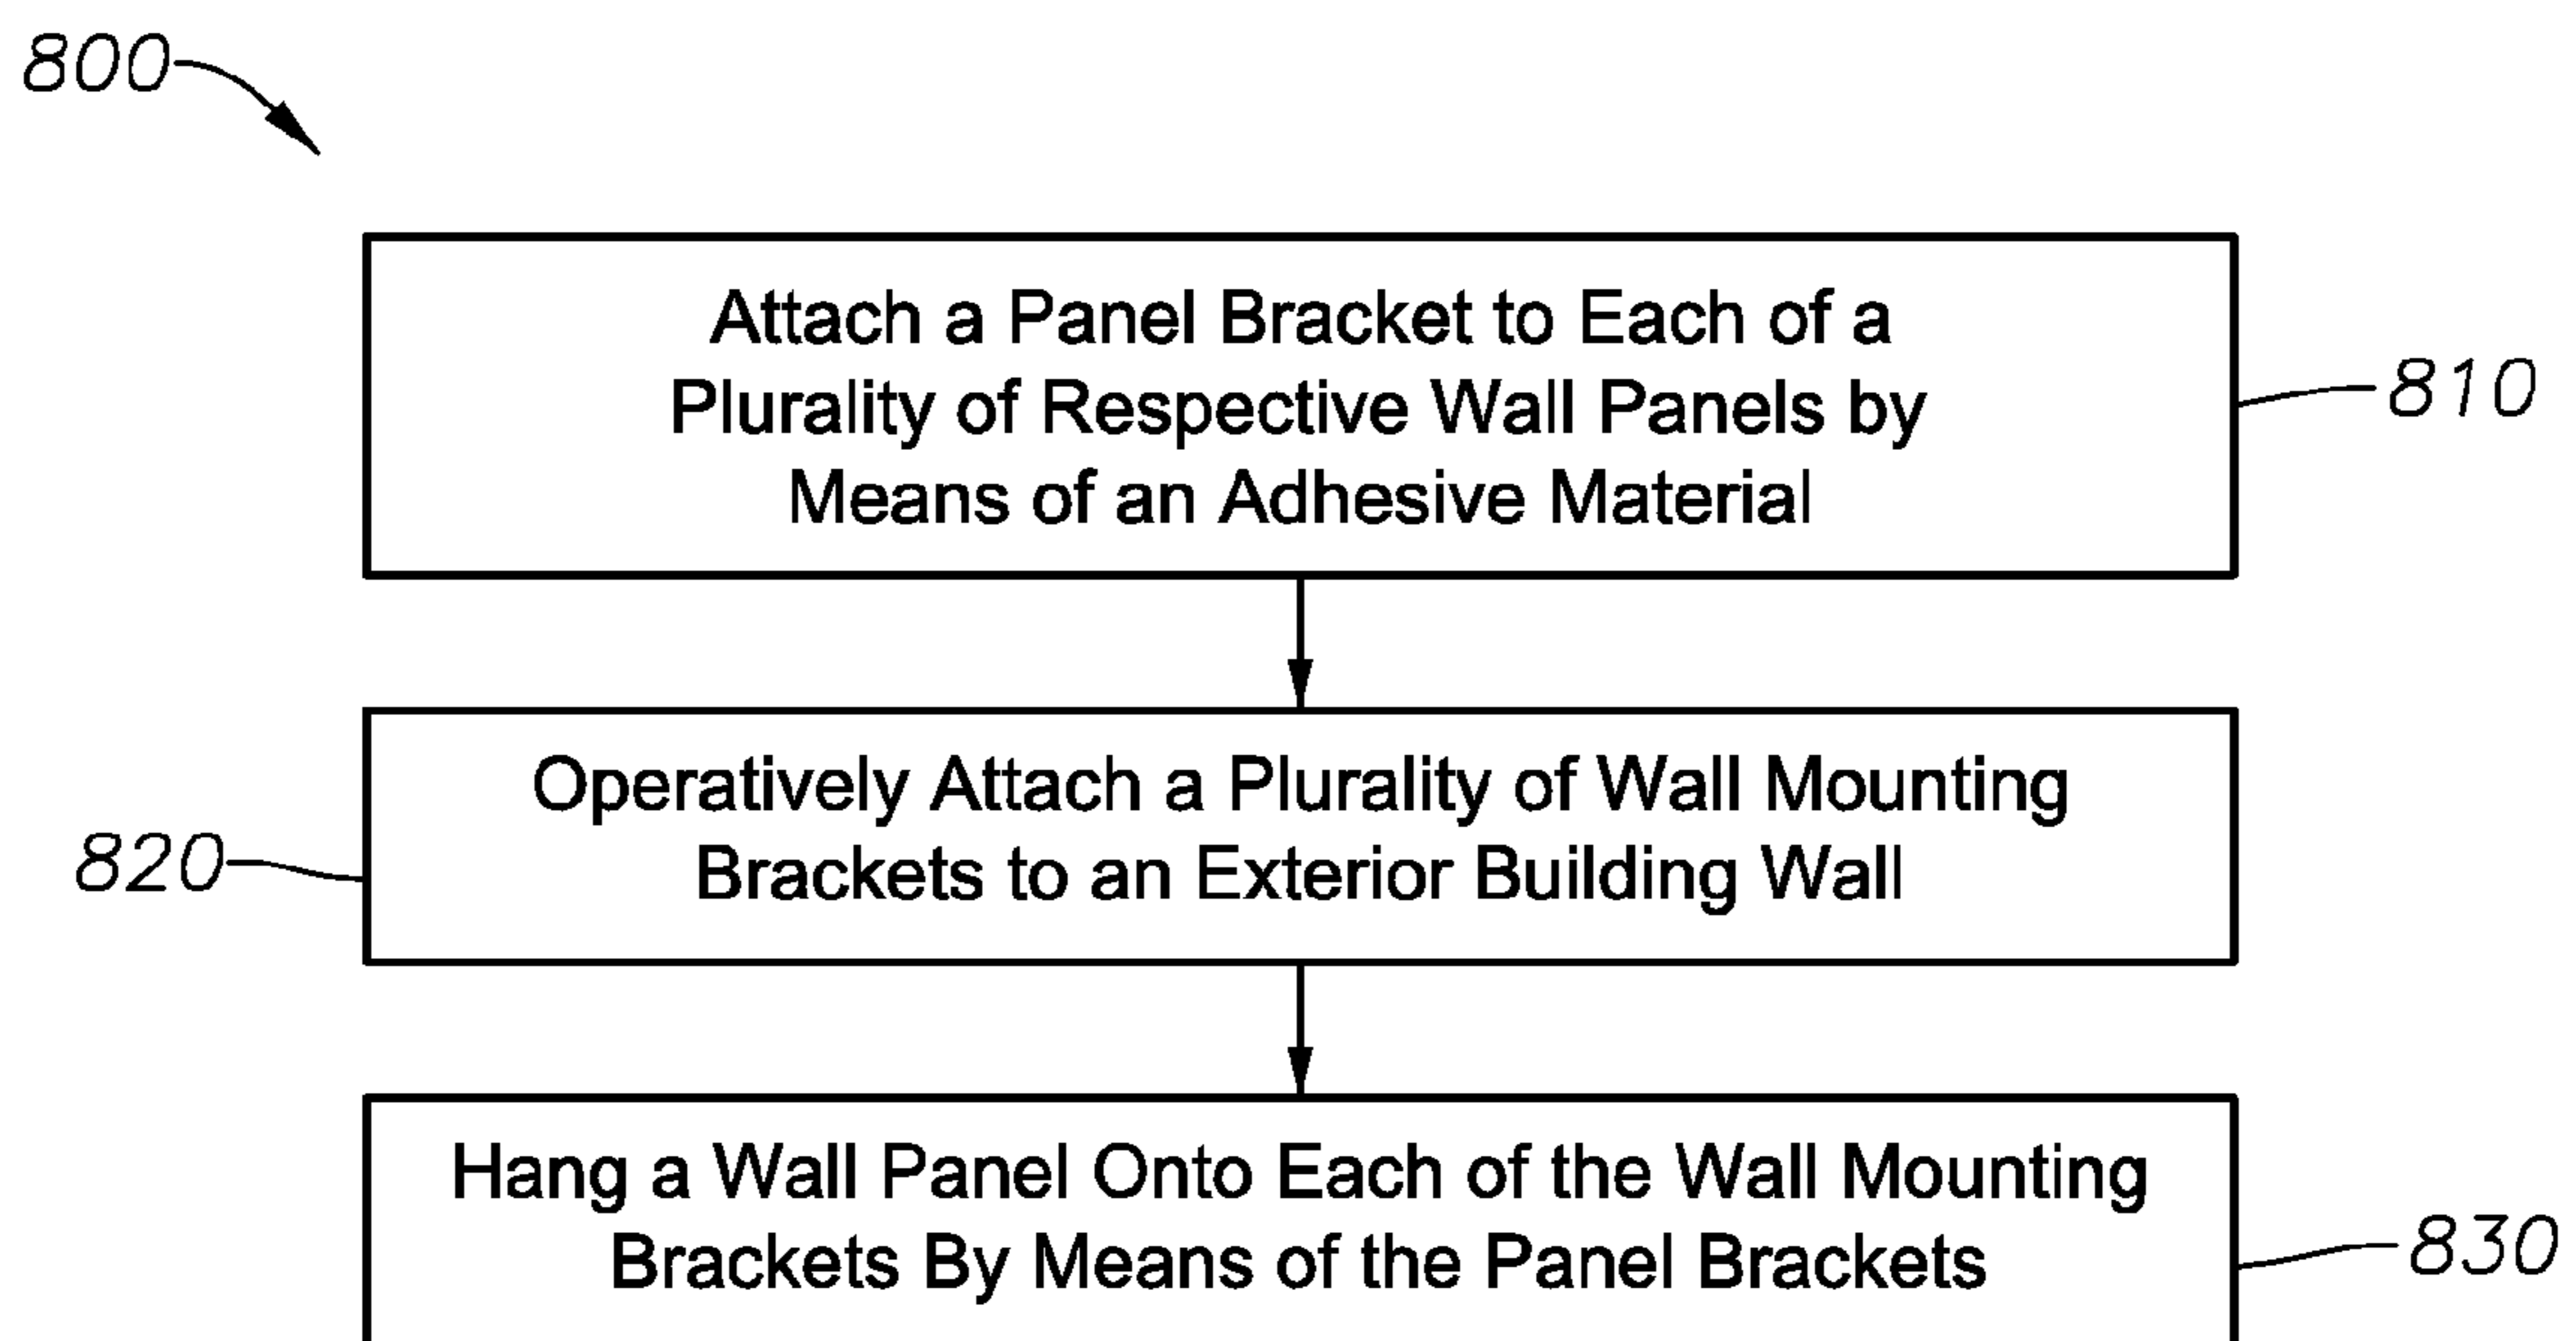 800
Attach a Panel Bracket to Each of a
Plurality of Respective Wall Panels by
Means of an Adhesive Material
810
Operatively Attach a Plurality of Wall Mounting
Brackets to an Exterior Building Wall
820
Hang a Wall Panel Onto Each of the Wall Mounting
Brackets By Means of the Panel Brackets
830